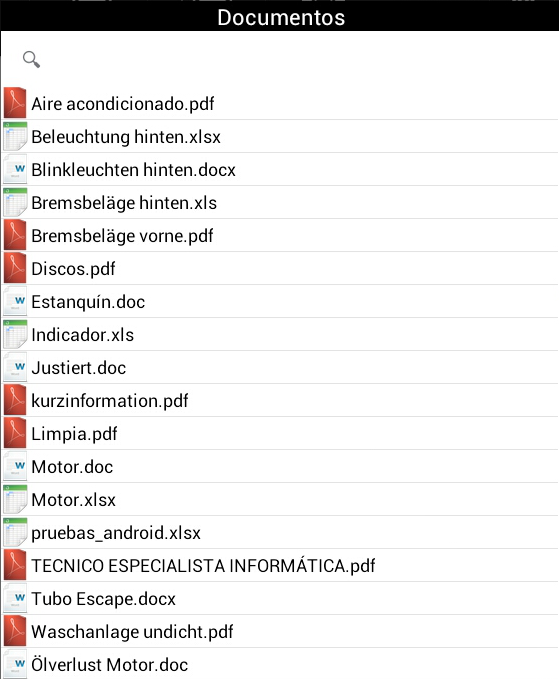 Documentos
Aire acondicionado.pdf
Beleuchtung hinten.xlsx
Blinkleuchten hinten.docx
Bremsbeläge hinten.xls
Bremsbeläge vorne.pdf
Discos.pdf
Estanquín.doc
Indicador.xls
Justiert.doc
kurzinformation.pdf
Limpia.pdf
Motor.doc
Motor.xlsx
pruebas_android.xlsx
TECNICO ESPECIALISTA INFORMÁTICA.pdf
Tubo Escape.docx
Waschanlage undicht.pdf
Ölverlust Motor.doc